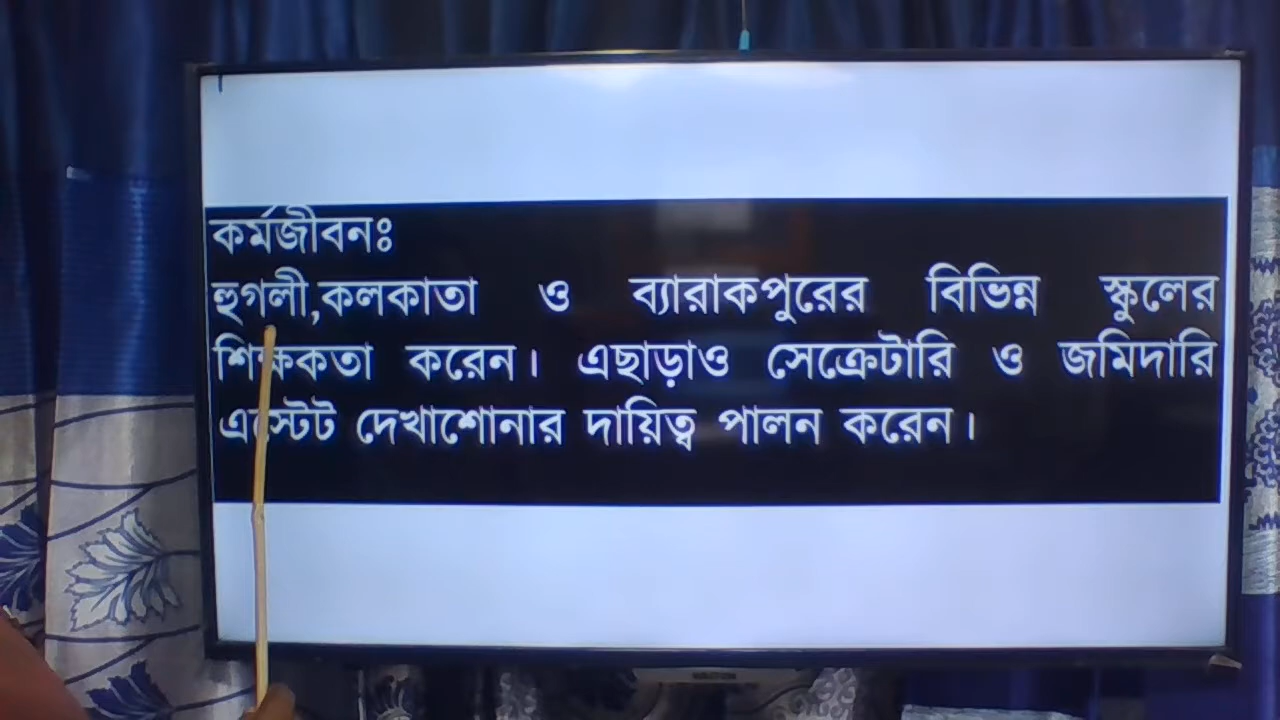 কর্মজীবনঃ
হুগলী,কলকাতা ও ব্যারাকপুরের বিভিন্ন স্কুলের
শিক্ষকতা করেন। এছাড়াও সেক্রেটারি ও জমিদারি
এস্টেট দেখাশোনার দায়িত্ব পালন করেন।